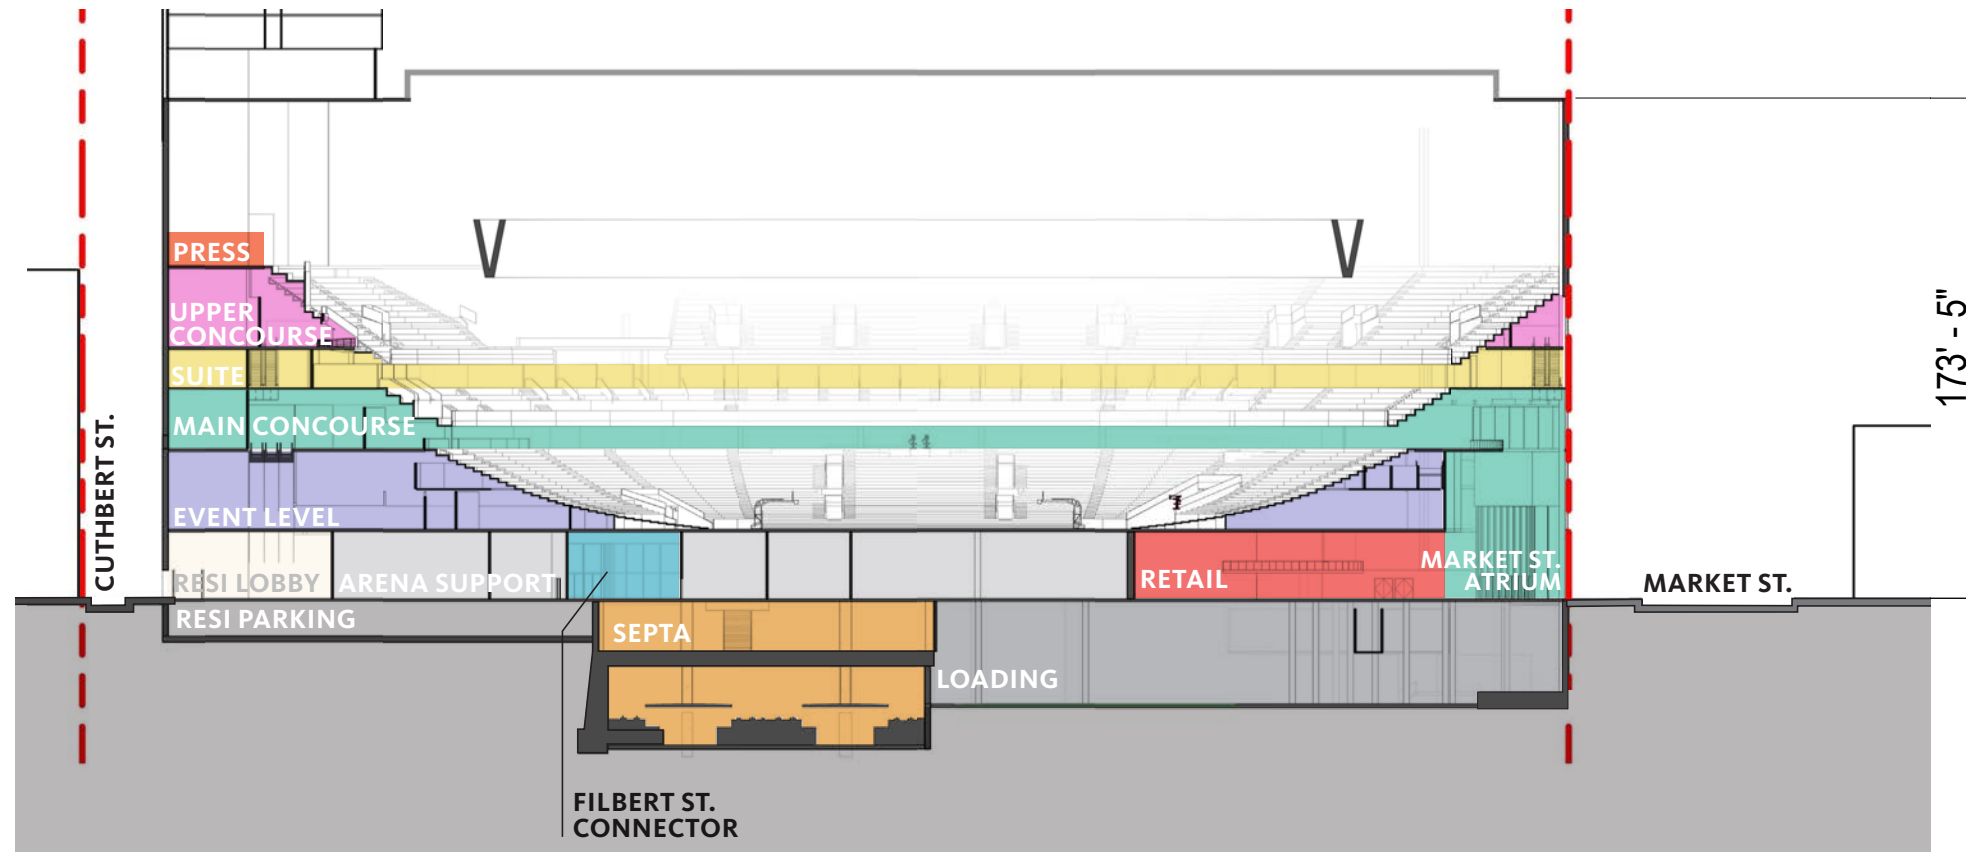 PRESS
UPPER
CONCOURSE
SUITE
MAIN CONCOURSE
EVENT LEVEL
RESI LOBBY
ARENA SUPPORT
RETAIL
MARKET ST.
ATRIUM
RESI PARKING
SEPTA
LOADING
FILBERT ST.
CONNECTOR
CUTHBERT ST.
MARKET ST.
173' - 5"